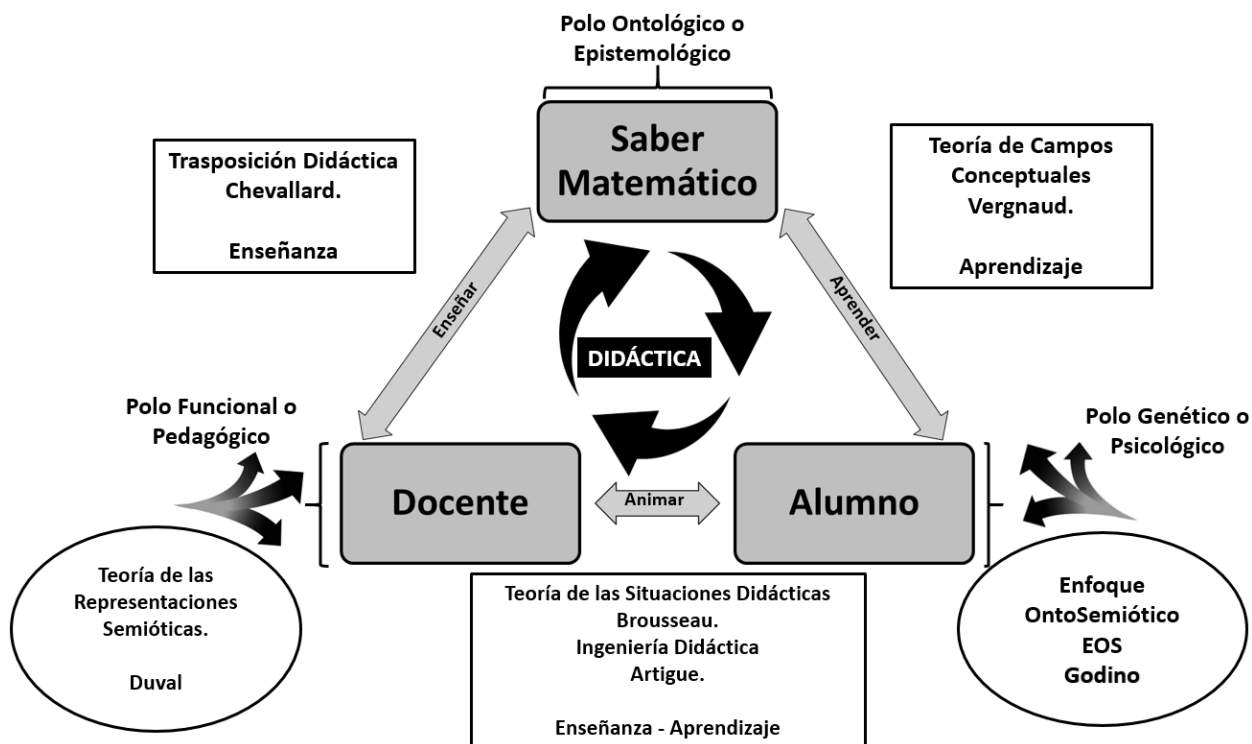 Polo Ontológico o
Epistemológico
Saber
Matemático
Trasposición Didáctica
Chevallard.
Enseñanza
Teoría de Campos
Conceptuales
Vergnaud.
Aprendizaje
Enseñar
Aprender
DIDÁCTICA
Polo Funcional o
Pedagógico
Polo Genético o
Psicológico
Docente
Animar
Alumno
Teoría de las
Representaciones
Semióticas.
Duval
Teoría de las Situaciones Didácticas
Brousseau.
Ingeniería Didáctica
Artigue.
Enseñanza - Aprendizaje
Enfoque
OntoSemiótico
EOS
Godino